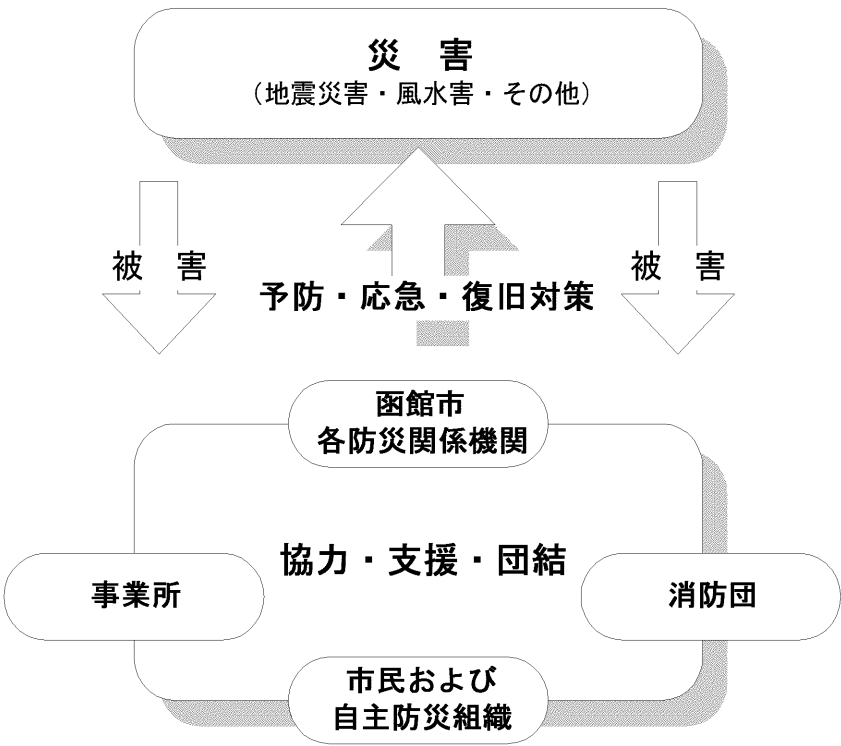 災　害
（地震災害・風水害・その他）
被　害
被　害
予防・応急・復旧対策
函館市
各防災関係機関
協力・支援・団結
事業所
消防団
市民および
自主防災組織